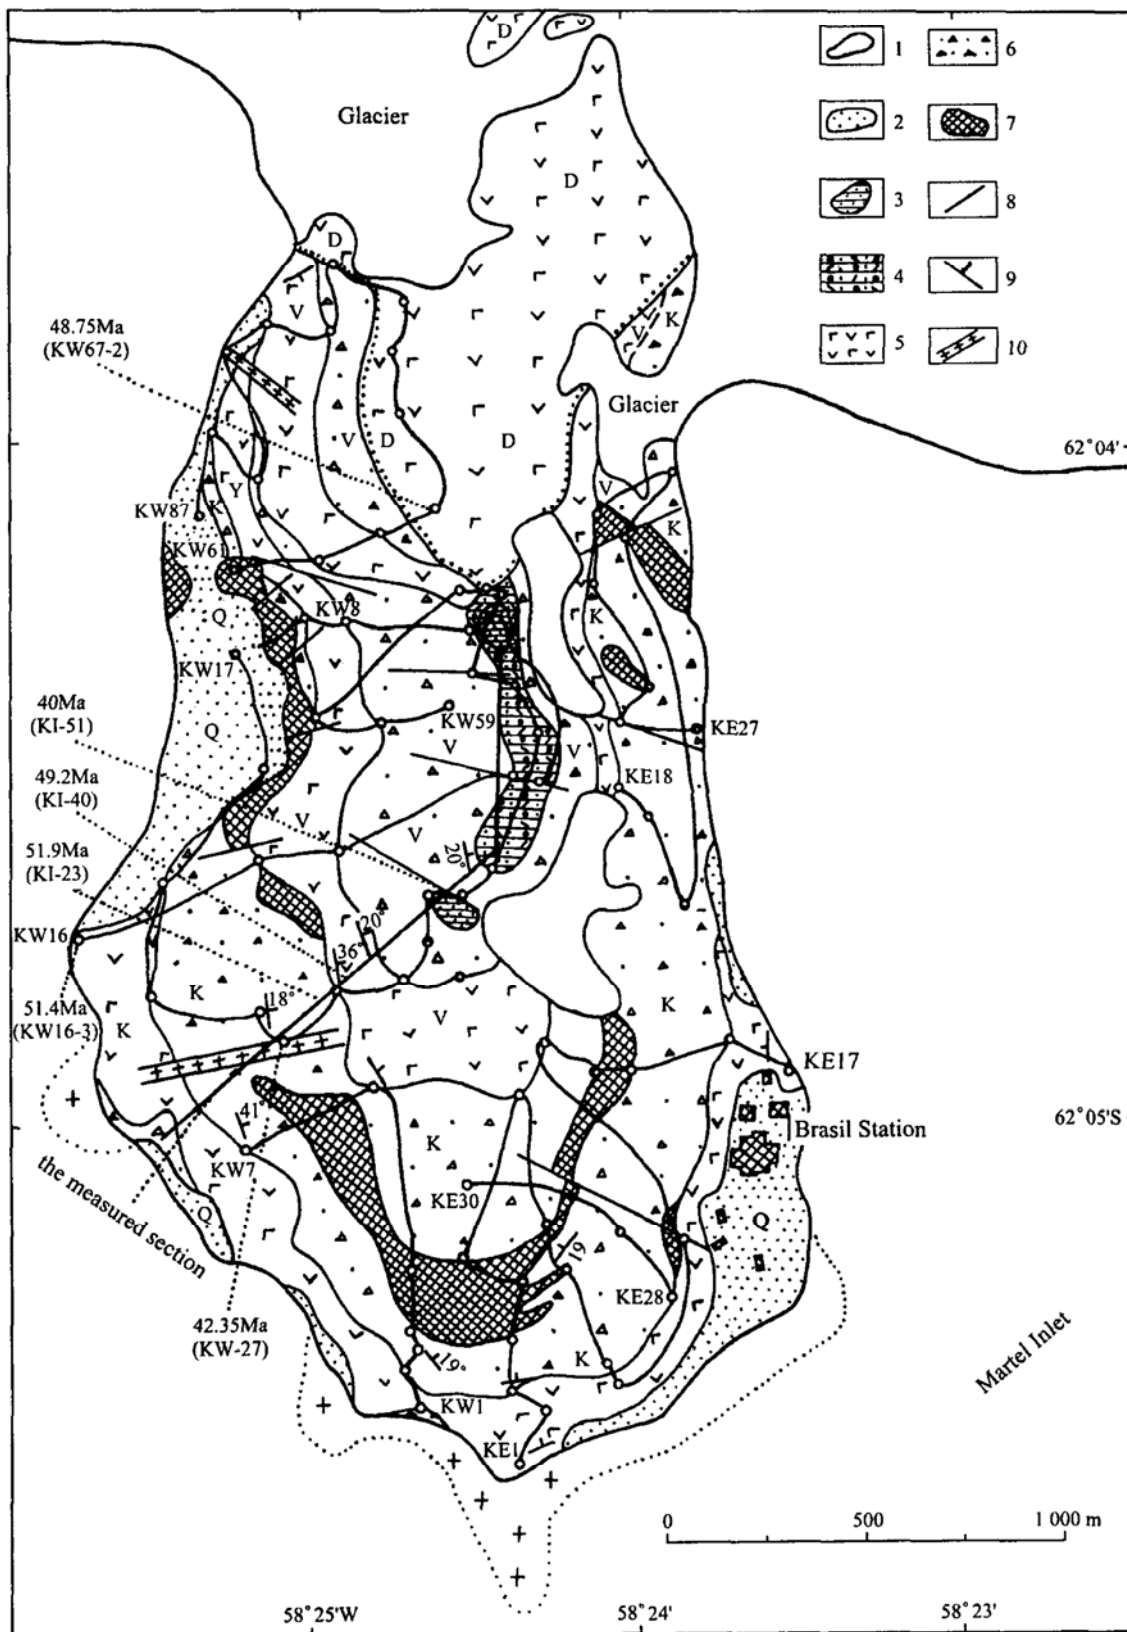 D
Glacier
1
6
2
7
3
8
4
9
5
10
D
D
V
V
K
48.75Ma
(KW67-2)
V
D
D
Glacier
62°04'
KW87
K
Y
V
K
KW61
Q
KW8
K
KW17
40Ma
(KI-51)
Q
KW59
V
V
KE27
49.2Ma
(KI-40)
KE18
V
V
51.9Ma
(KI-23)
20°
20°
KW16
36°
51.4Ma
(KW16-3)
K
K
18°
V
K
KE17
41°
Brasil Station
62°05'S
KW7
K
the measured section
KE30
Q
Q
19
42.35Ma
(KW-27)
KE28
19°
K
Martel Inlet
KW1
KE1
0
500
1 000 m
58°25'W
58°24'
58°23'